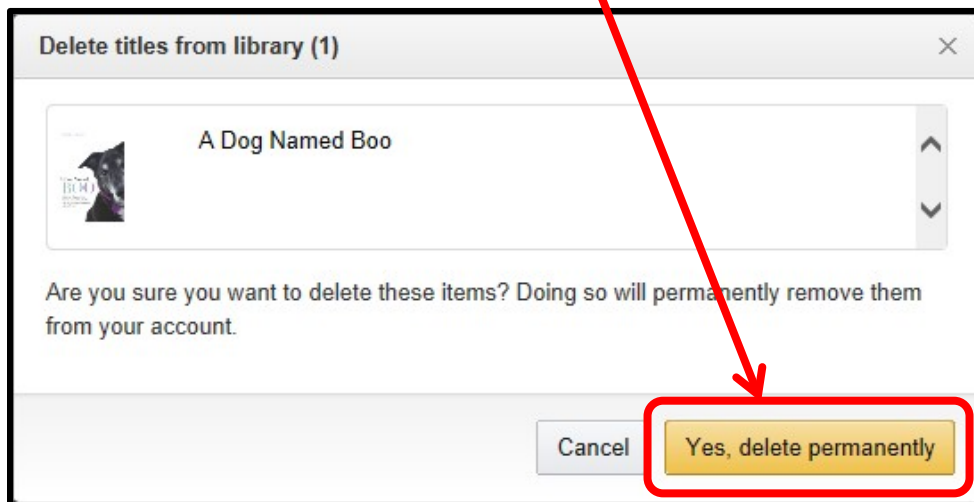 Delete titles from library (1)
A Dog Named Boo
BOO
Are you sure you want to delete these items? Doing so will permanently remove them
from your account.
Cancel
Yes, delete permanently